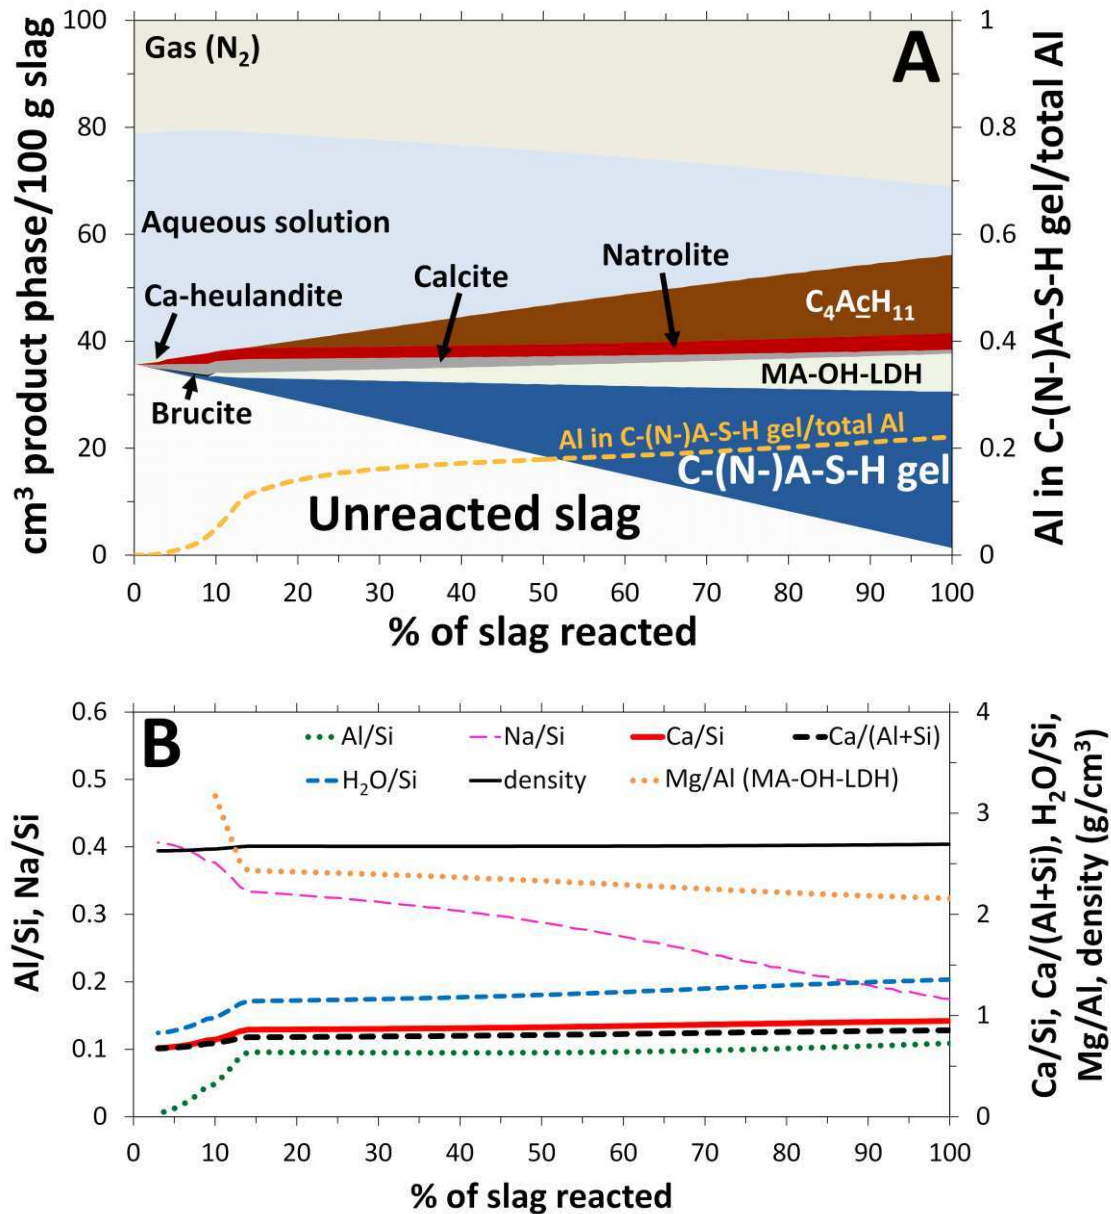 A
cm³ product phase/100 g slag
100
80
60
40
20
0
Gas (N₂)
Aqueous solution
Ca-heulandite
Calcite
Natrolite
C₄Ac̲H₁₁
Brucite
MA-OH-LDH
Al in C-(N-)A-S-H gel/total Al
C-(N-)A-S-H gel
Unreacted slag
1
0.8
0.6
0.4
0.2
0
Al in C-(N-)A-S-H gel/total Al
0 10 20 30 40 50 60 70 80 90 100
% of slag reacted
B
Al/Si, Na/Si
0.6
0.5
0.4
0.3
0.2
0.1
0
Al/Si Na/Si Ca/Si Ca/(Al+Si)
H₂O/Si density Mg/Al (MA-OH-LDH)
4
3
2
1
0
Ca/Si, Ca/(Al+Si), H₂O/Si,
Mg/Al, density (g/cm³)
0 10 20 30 40 50 60 70 80 90 100
% of slag reacted